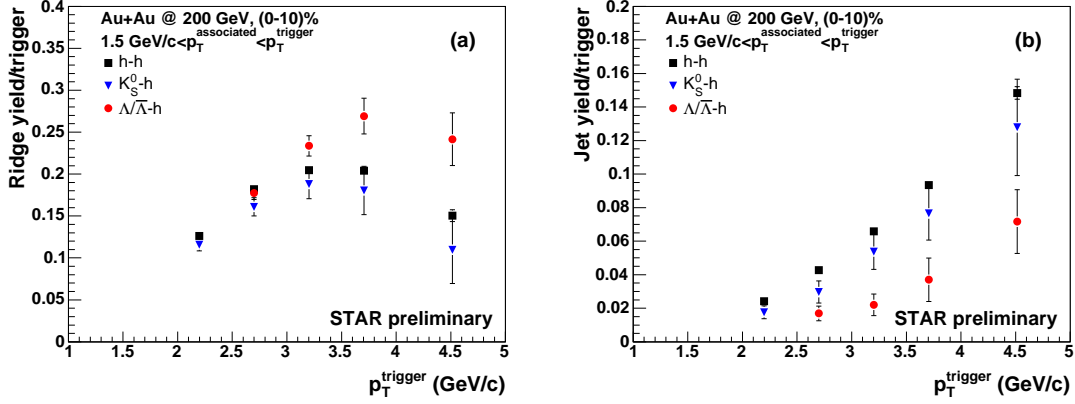 Au+Au @ 200 GeV, (0-10)%
1.5 GeV/c<p_T^associated<p_T^trigger
(a)
h-h
K_S^0-h
Λ/Λ̅-h
Ridge yield/trigger
0.4
0.35
0.3
0.25
0.2
0.15
0.1
0.05
0
STAR preliminary
1 1.5 2 2.5 3 3.5 4 4.5 5
p_T^trigger (GeV/c)
Au+Au @ 200 GeV, (0-10)%
1.5 GeV/c<p_T^associated<p_T^trigger
(b)
h-h
K_S^0-h
Λ/Λ̅-h
Jet yield/trigger
0.2
0.18
0.16
0.14
0.12
0.1
0.08
0.06
0.04
0.02
0
STAR preliminary
1 1.5 2 2.5 3 3.5 4 4.5 5
p_T^trigger (GeV/c)